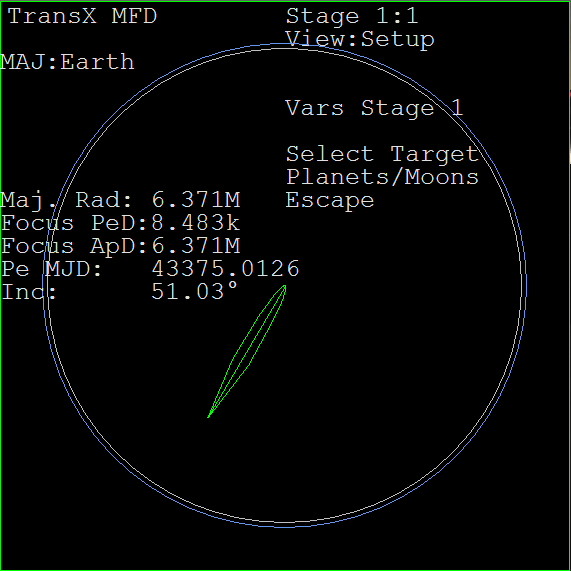 TransX MFD
Stage 1:1
View:Setup
MAJ:Earth
Vars Stage 1
Select Target
Planets/Moons
Escape
Maj. Rad: 6.371M
Focus PeD:8.483k
Focus ApD:6.371M
Pe MJD: 43375.0126
Inc: 51.03°